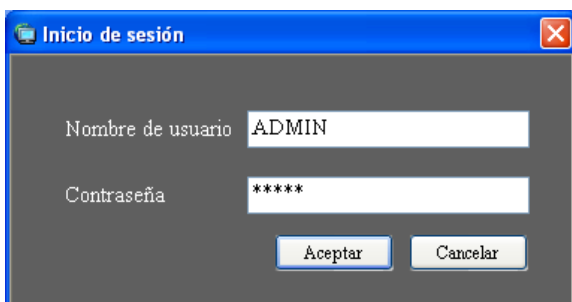 Inicio de sesión
Nombre de usuario ADMIN
Contraseña *****
Aceptar Cancelar